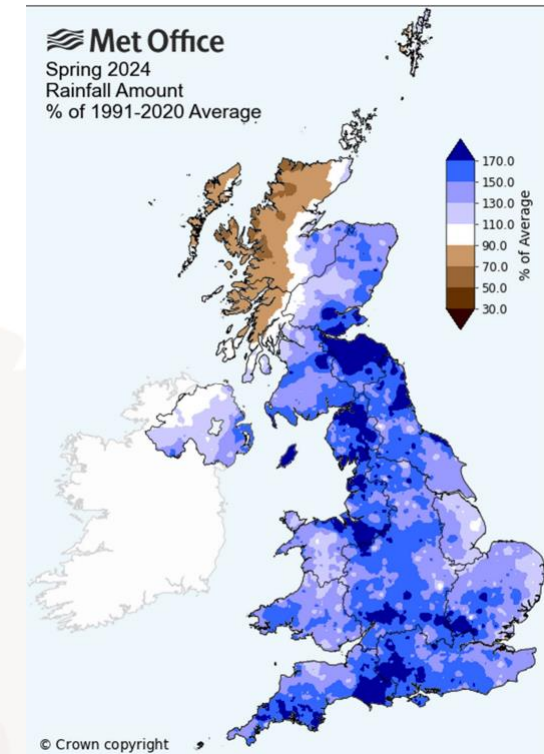 Met Office
Spring 2024
Rainfall Amount
% of 1991-2020 Average
170.0
150.0
130.0
110.0
90.0
70.0
50.0
30.0
% of Average
© Crown copyright